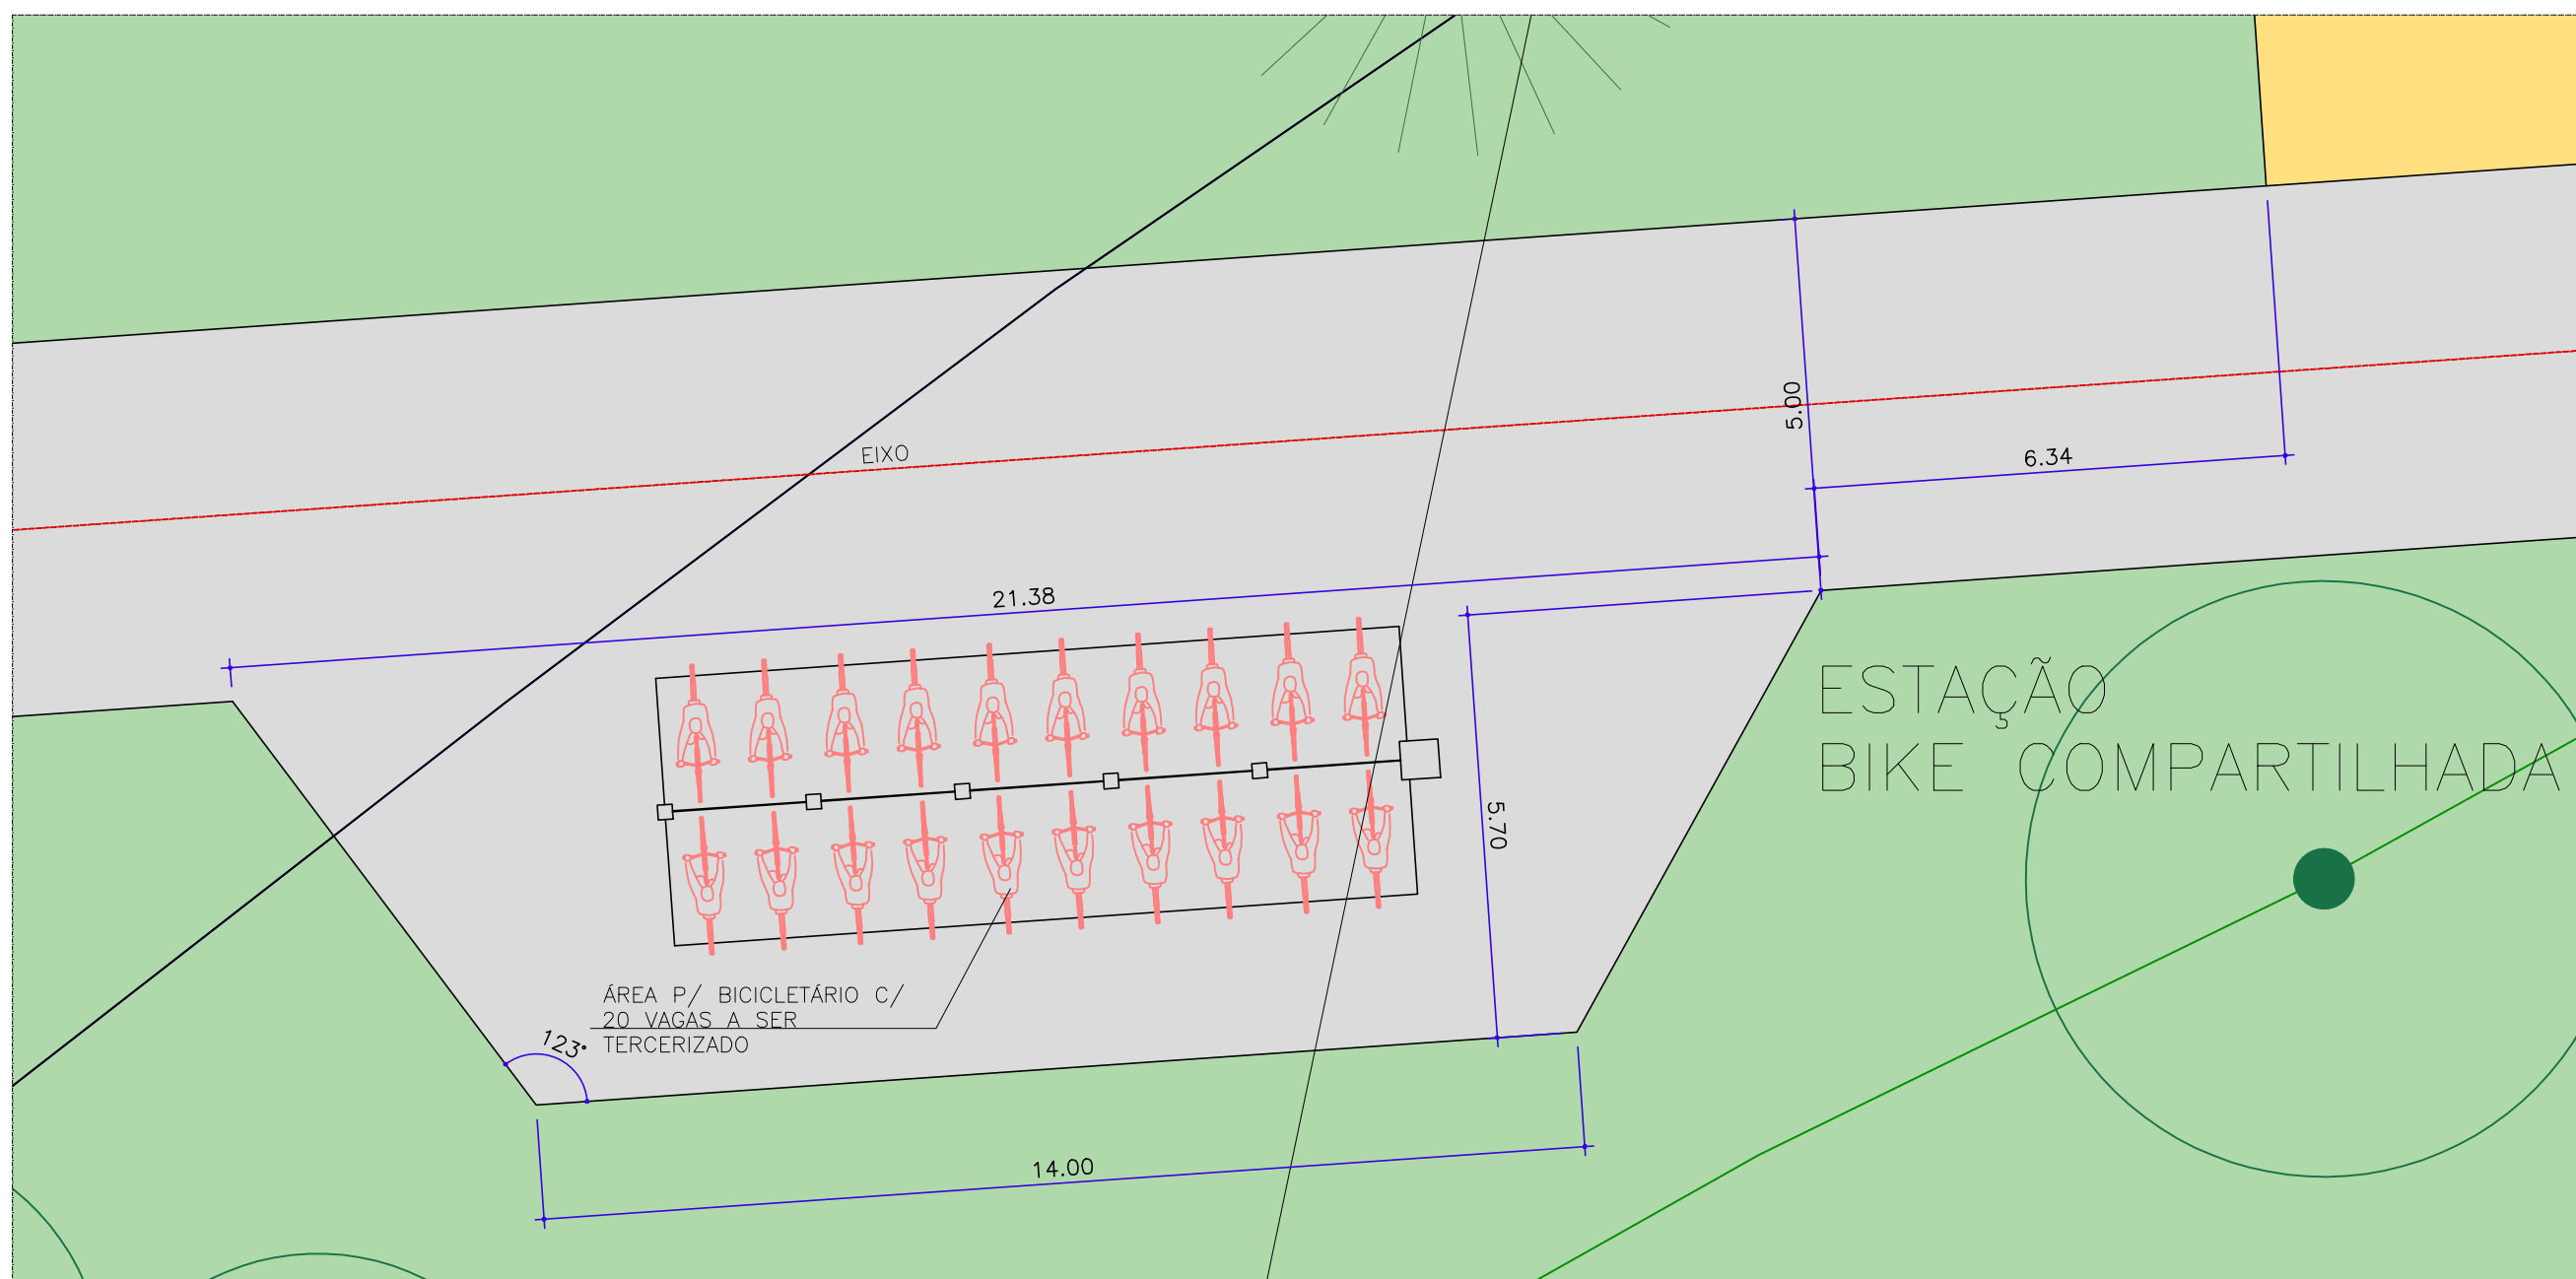 5.00
EIXO
6.34
21.38
ESTAÇÃO
BIKE COMPARTILHADA
5.70
ÁREA P/ BICICLETÁRIO C/
20 VAGAS A SER
TERCERIZADO
123°
14.00